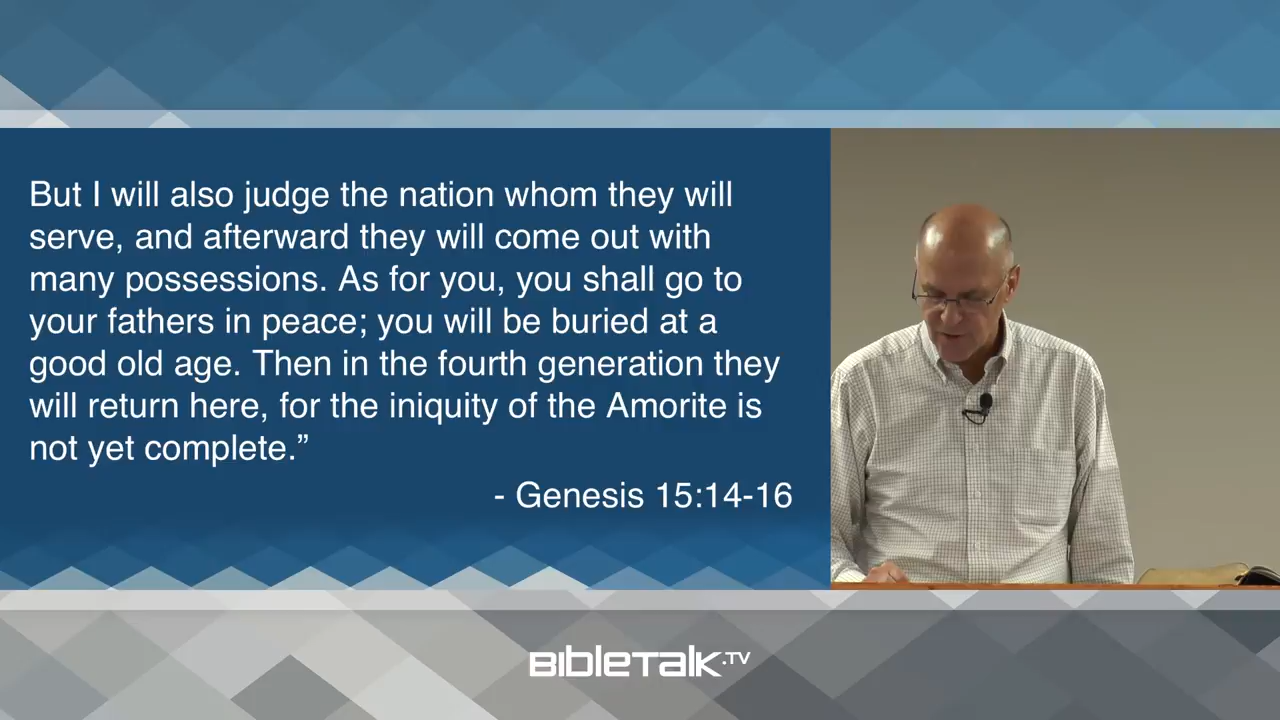 But I will also judge the nation whom they will
serve, and afterward they will come out with
many possessions. As for you, you shall go to
your fathers in peace; you will be buried at a
good old age. Then in the fourth generation they
will return here, for the iniquity of the Amorite is
not yet complete.”
- Genesis 15:14-16
BIBLETALK.TV